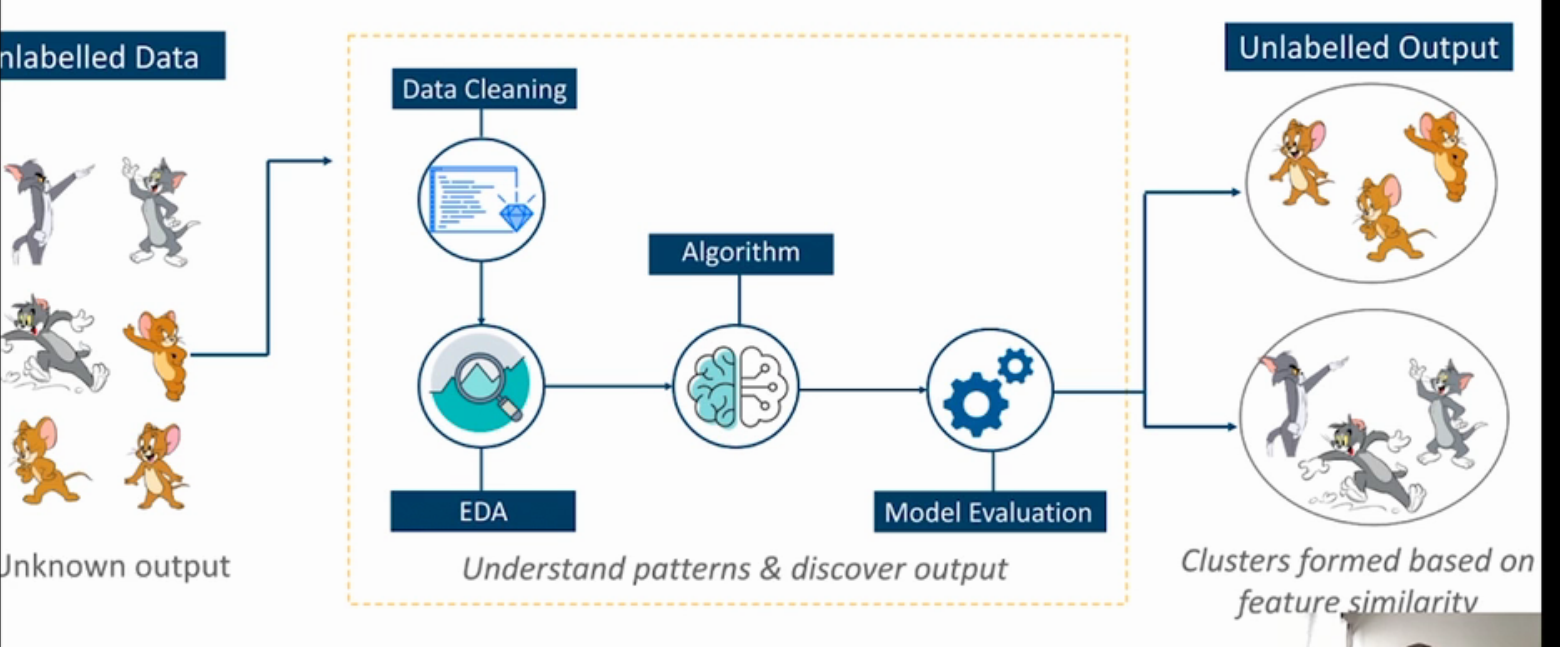 nlabelled Data
Unknown output
Data Cleaning
EDA
Algorithm
Model Evaluation
Understand patterns & discover output
Unlabelled Output
Clusters formed based on
feature similarity